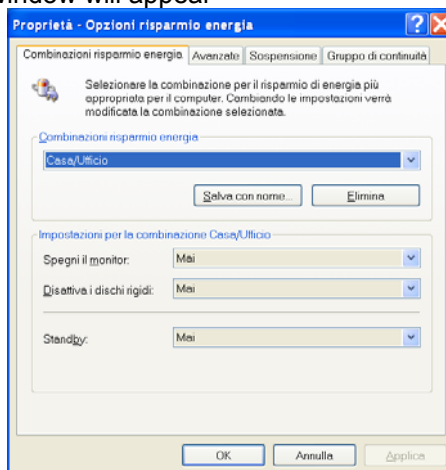 window will appear
Proprietà - Opzioni risparmio energia
Combinazioni risparmio energia Avanzate Sospensione Gruppo di continuità
Selezionare la combinazione per il risparmio di energia più
appropriata per il computer. Cambiando le impostazioni verrà
modificata la combinazione selezionata.
Combinazioni risparmio energia
Casa/Ufficio
Salva con nome... Elimina
Impostazioni per la combinazione Casa/Ufficio
Spegni il monitor: Mai
Disattiva i dischi rigidi: Mai
Standby: Mai
OK Annulla Applica